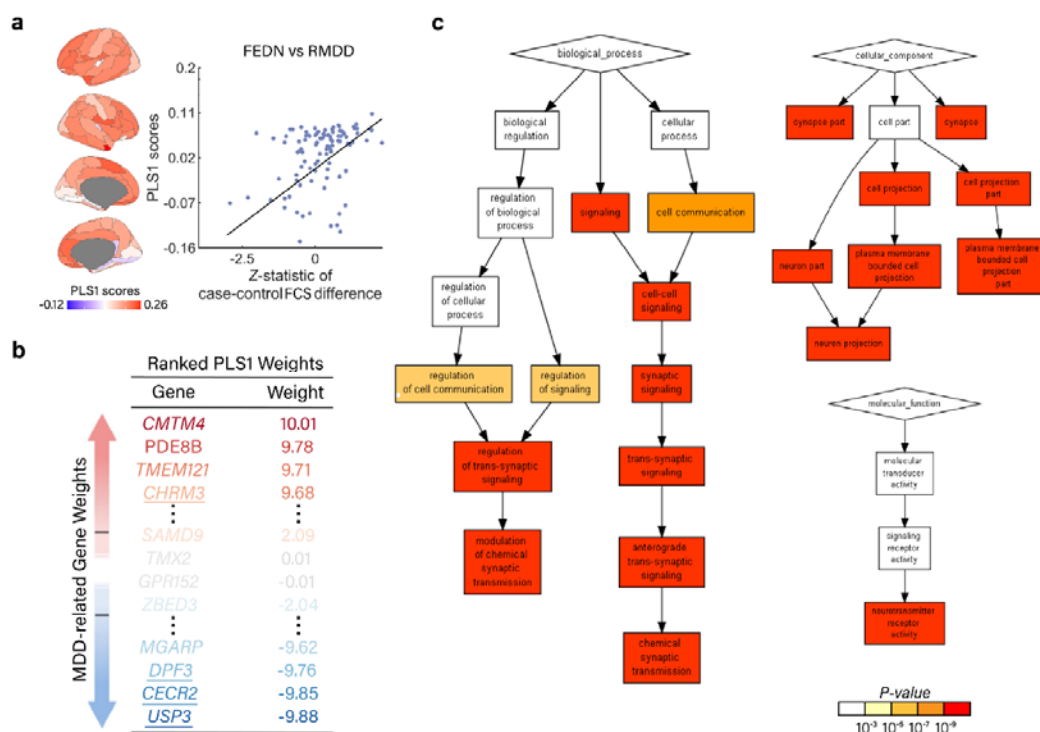 a
FEDN vs RMDD
0.2
0.11
0.02
-0.07
-0.16
PLS1 scores
-2.5
0
Z-statistic of
case-control FCS difference
PLS1 scores
-0.12
0.26
b
Ranked PLS1 Weights
Gene Weight
CMTM4 10.01
PDE8B 9.78
TMEM121 9.71
CHRM3 9.68
SAMD9 2.09
TMX2 0.01
GPR152 -0.01
ZBED3 -2.04
MGARP -9.62
DPF3 -9.76
CECR2 -9.85
USP3 -9.88
MDD-related Gene Weights
c
biological_process
biological
regulation
cellular
process
regulation
of biological
process
signaling
cell communication
regulation
of cellular
process
cell-cell
signaling
regulation
of cell communication
regulation
of signaling
synaptic
signaling
regulation
of trans-synaptic
signaling
trans-synaptic
signaling
modulation
of chemical
synaptic
transmission
anterograde
trans-synaptic
signaling
chemical
synaptic
transmission
cellular_component
synapse part
cell part
synapse
cell projection
cell projection
part
neuron part
plasma membrane
bounded cell
projection
plasma membrane
bounded cell
projection
part
neuron projection
molecular_function
molecular
transducer
activity
signaling
receptor
activity
neurotransmitter
receptor
activity
P-value
10⁻³ 10⁻⁵ 10⁻⁷ 10⁻⁹